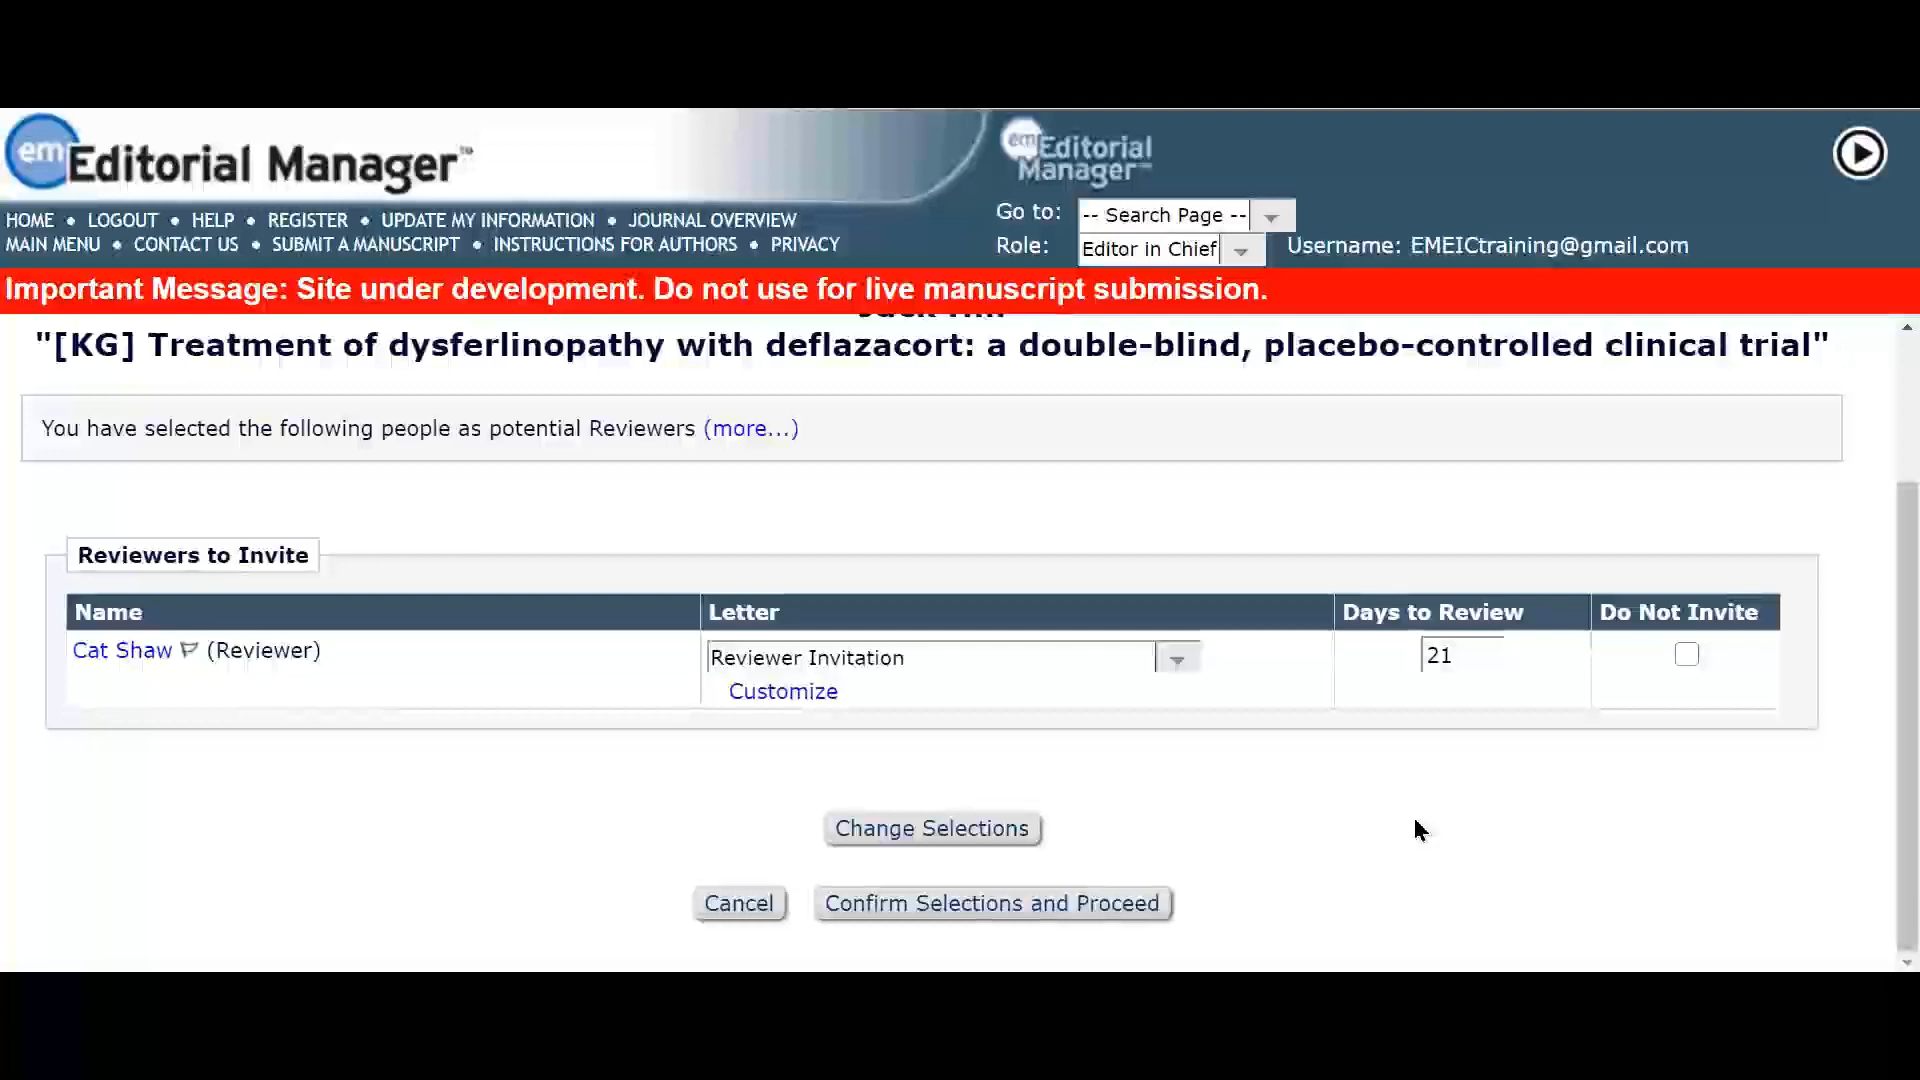 em Editorial Manager™
em Editorial Manager™
HOME • LOGOUT • HELP • REGISTER • UPDATE MY INFORMATION • JOURNAL OVERVIEW
MAIN MENU • CONTACT US • SUBMIT A MANUSCRIPT • INSTRUCTIONS FOR AUTHORS • PRIVACY
Go to: -- Search Page --
Role: Editor in Chief Username: EMEICtraining@gmail.com
Important Message: Site under development. Do not use for live manuscript submission.
"[KG] Treatment of dysferlinopathy with deflazacort: a double-blind, placebo-controlled clinical trial"
You have selected the following people as potential Reviewers (more...)
Reviewers to Invite
Name Letter Days to Review Do Not Invite
Cat Shaw (Reviewer) Reviewer Invitation 21
Customize
Change Selections
Cancel Confirm Selections and Proceed